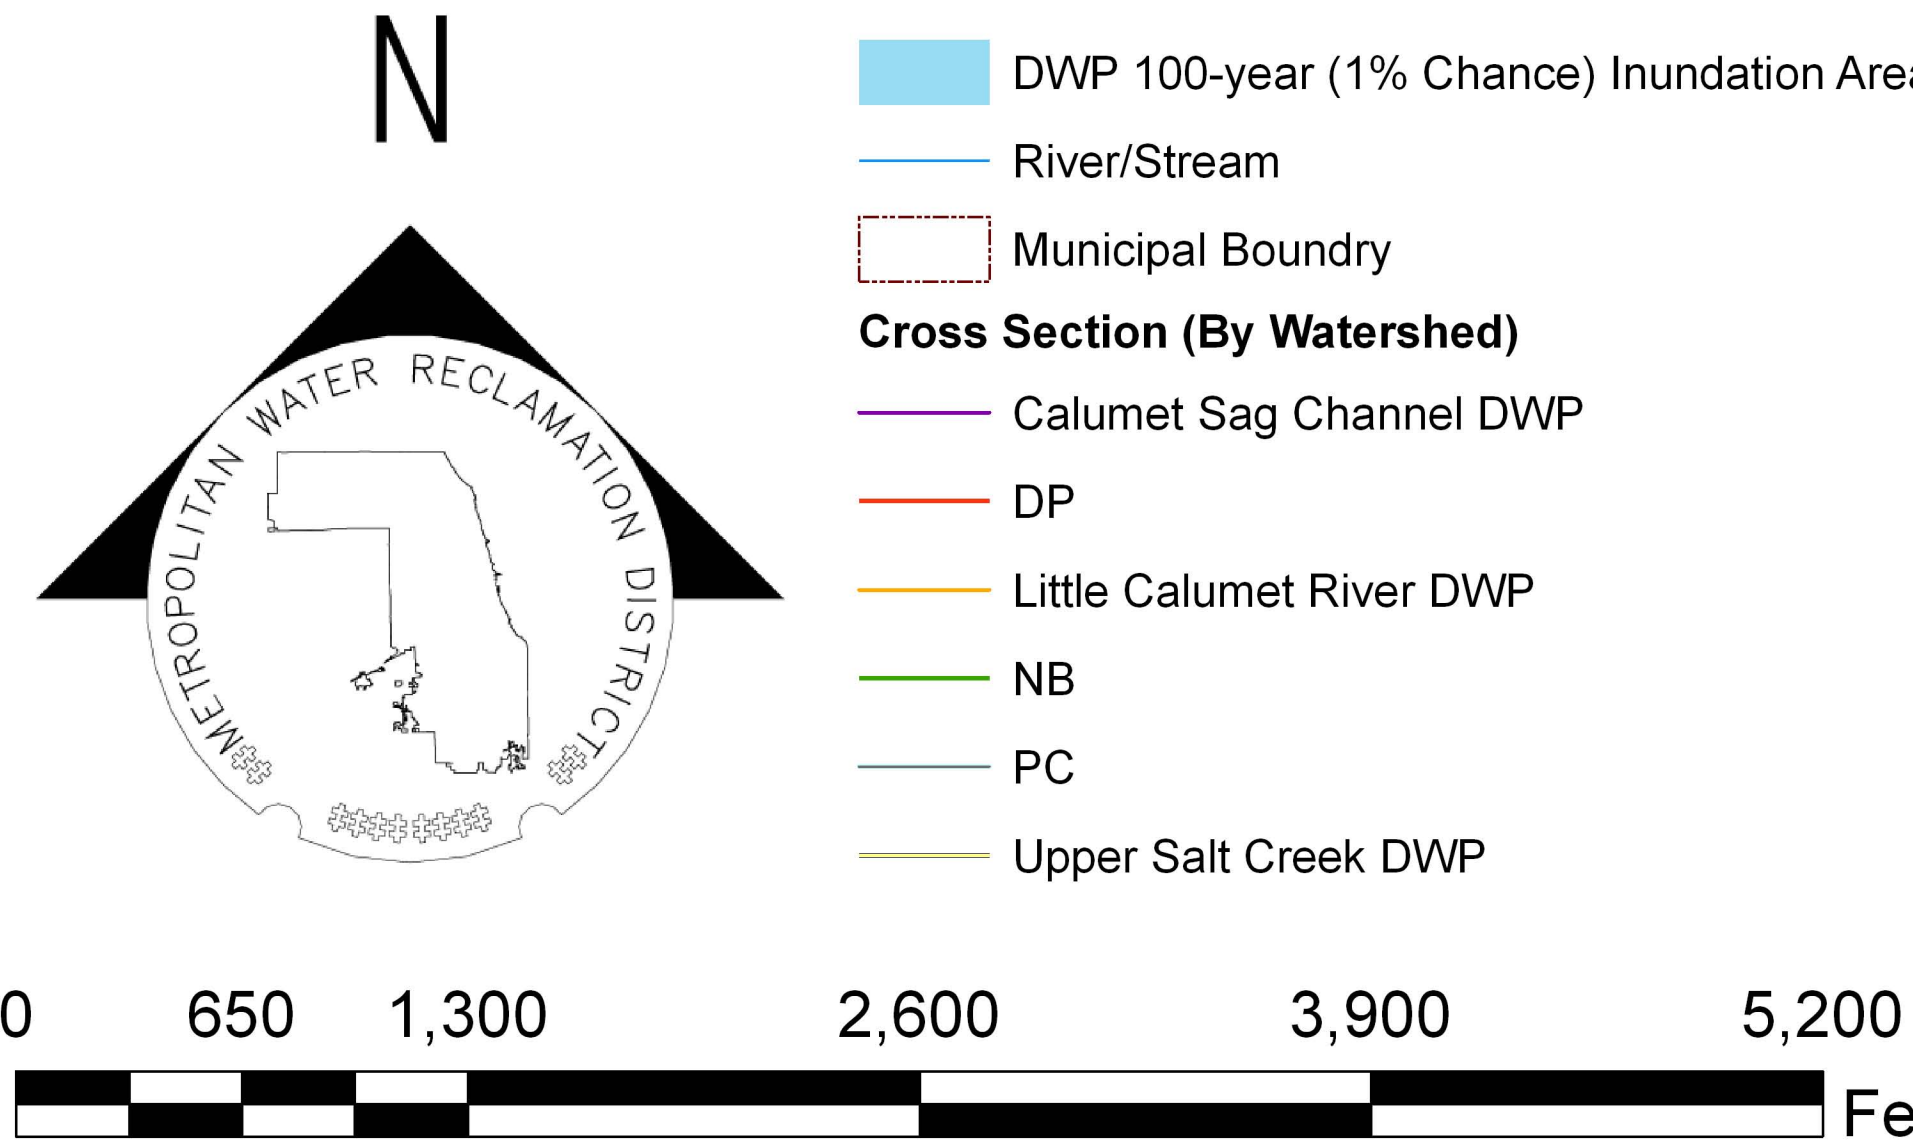 N
DWP 100-year (1% Chance) Inundation Area
River/Stream
Municipal Boundry
Cross Section (By Watershed)
Calumet Sag Channel DWP
DP
Little Calumet River DWP
NB
PC
Upper Salt Creek DWP
METROPOLITAN WATER RECLAMATION DISTRICT
0 650 1,300 2,600 3,900 5,200
Fe